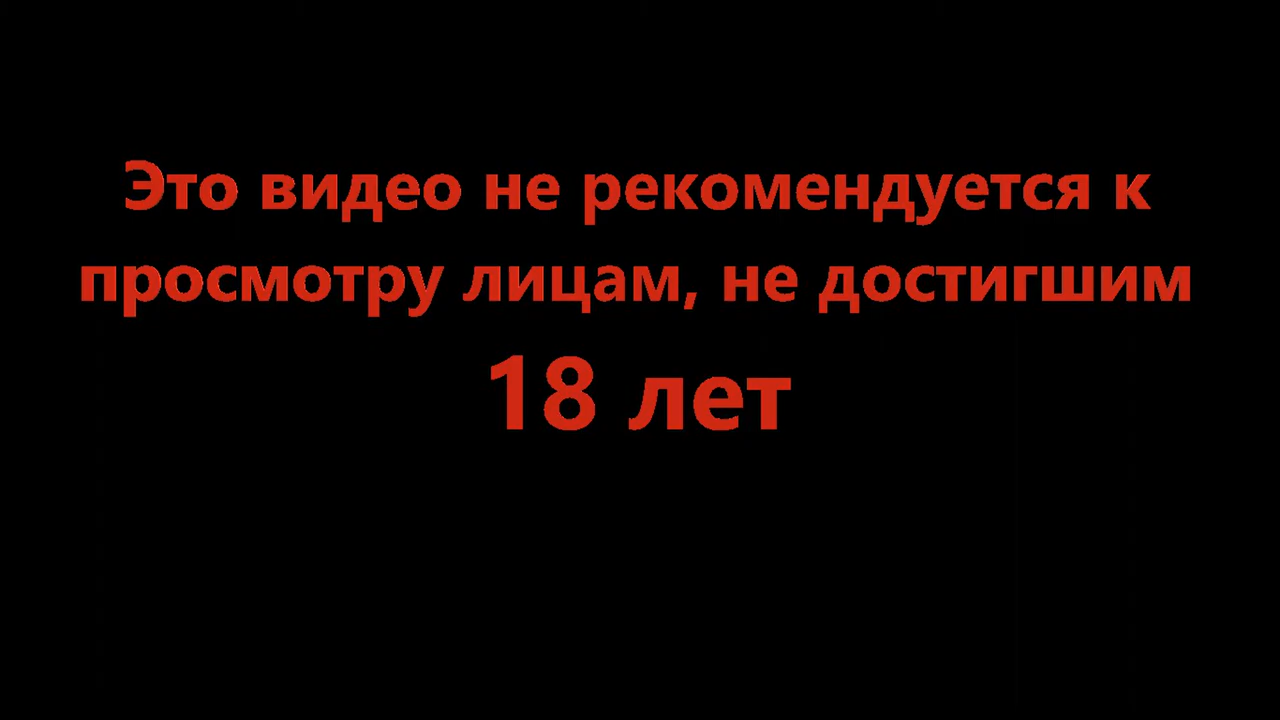 Это видео не рекомендуется к
просмотру лицам, не достигшим
18 лет